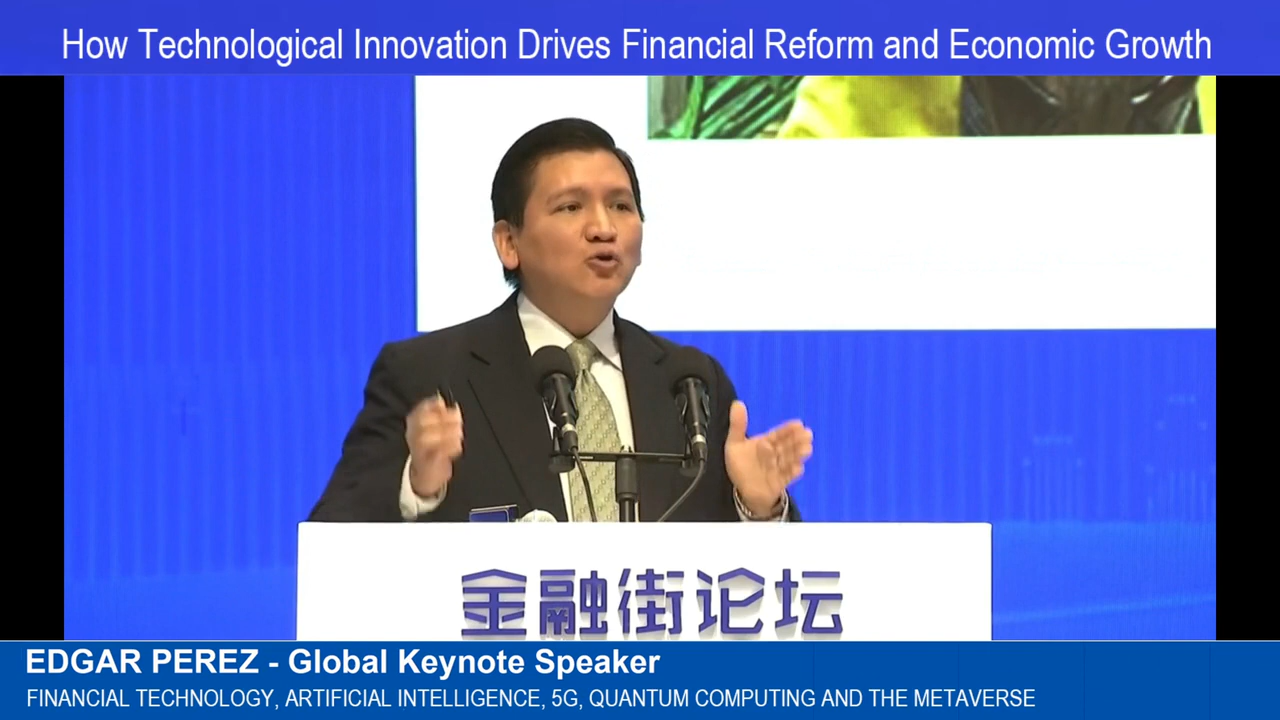 How Technological Innovation Drives Financial Reform and Economic Growth
金融街论坛
EDGAR PEREZ - Global Keynote Speaker
FINANCIAL TECHNOLOGY, ARTIFICIAL INTELLIGENCE, 5G, QUANTUM COMPUTING AND THE METAVERSE